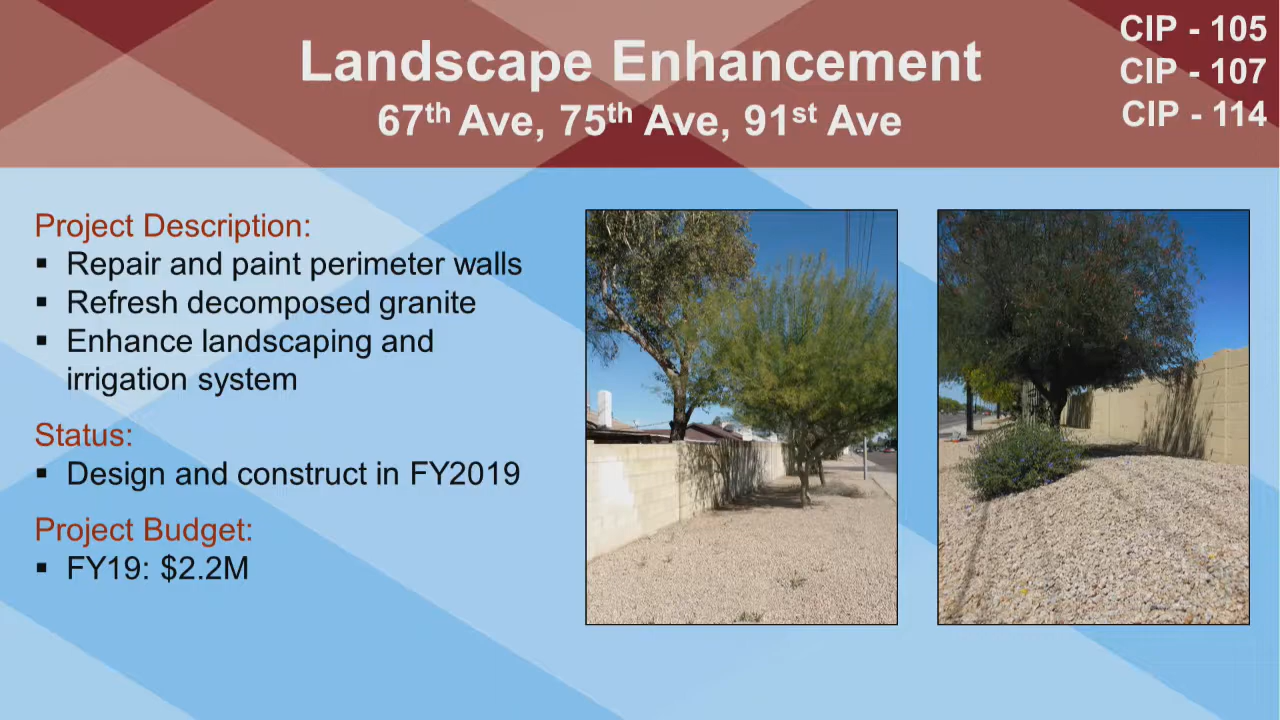 Landscape Enhancement
67th Ave, 75th Ave, 91st Ave
CIP - 105
CIP - 107
CIP - 114
Project Description:
▪ Repair and paint perimeter walls
▪ Refresh decomposed granite
▪ Enhance landscaping and
irrigation system
Status:
▪ Design and construct in FY2019
Project Budget:
▪ FY19: $2.2M